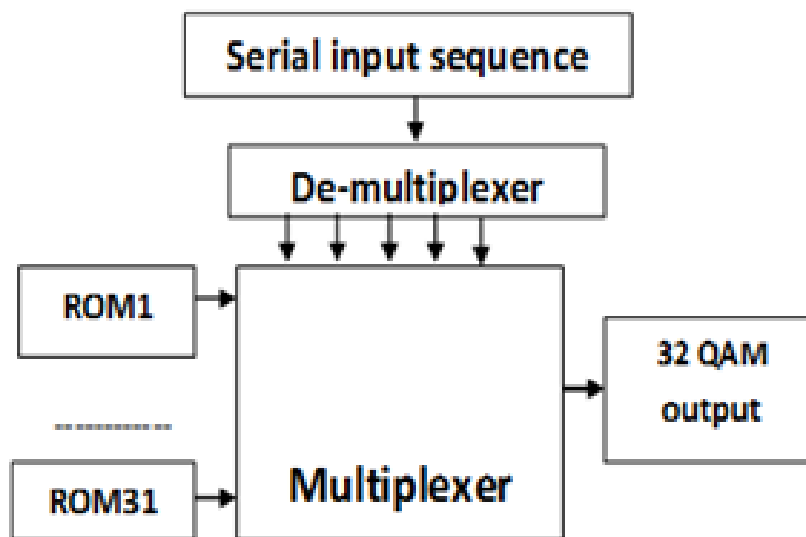 Serial input sequence
De-multiplexer
ROM1
32 QAM
output
ROM31
Multiplexer